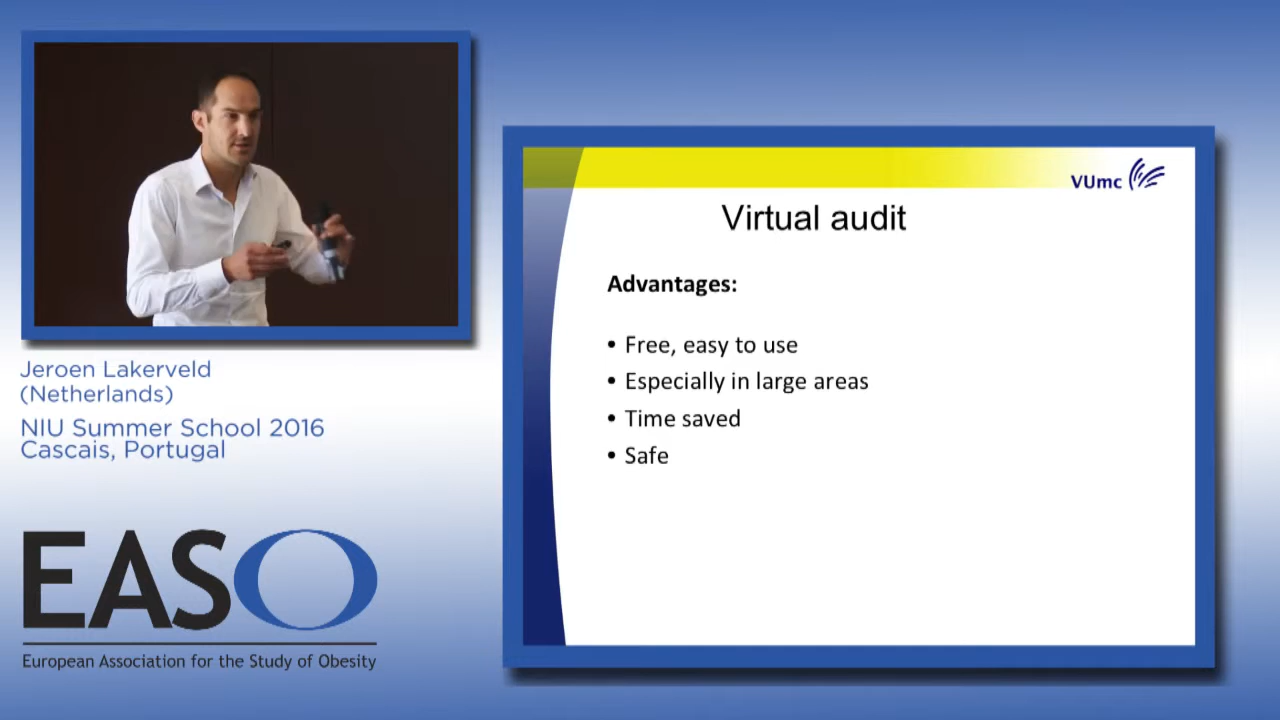 Jeroen Lakerveld
(Netherlands)
NIU Summer School 2016
Cascais, Portugal
EASO
European Association for the Study of Obesity
VUmc
Virtual audit
Advantages:
• Free, easy to use
• Especially in large areas
• Time saved
• Safe